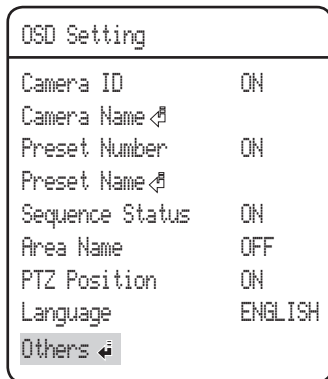 OSD Setting
Camera ID ON
Camera Name
Preset Number ON
Preset Name
Sequence Status ON
Area Name OFF
PTZ Position ON
Language ENGLISH
Others